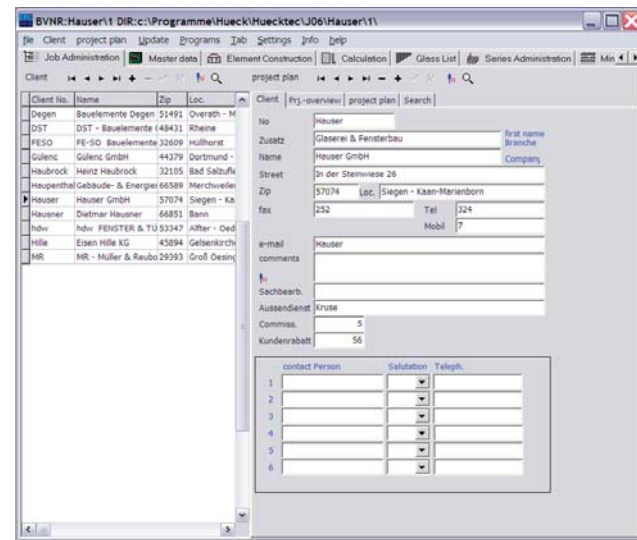 BVNR:Hauser\1 DIR:c:\Programme\Hueck\Huecktec\J06\Hauser\1\
file Client project plan Update Programs Tab Settings Info help
Job Administration Master data Element Construction Calculation Glass List Series Administration Min
Client project plan
Client No. Name Zip Loc.
Degen Bauelemente Degen 51491 Overath - M
DST DST - Bauelemente ( 48431 Rheine
FESO FE-SO Bauelemente 32609 Hüllhorst
Gülenc Gülenc GmbH 44379 Dortmund -
Haubrock Heinz Haubrock 32105 Bad Salzufle
Haupenthal Gebäude- & Energie 66589 Merchweiler
Hauser Hauser GmbH 57074 Siegen - Ka
Hausner Dietmar Hausner 66851 Bann
hdw hdw FENSTER & TÜ 53347 Alfter - Oed
Hille Eisen Hille KG 45894 Gelsenkirch
MR MR - Müller & Reubo 29393 Groß Oesing
Client Prj.-overview project plan Search
No Hauser
Zusatz Glaserei & Fensterbau first name
Branche
Name Hauser GmbH Company
Street In der Steinwiese 26
Zip 57074 Loc. Siegen - Kaan-Marienborn
fax 252 Tel 324
Mobil 7
e-mail Hauser
comments
Sachbearb.
Aussendienst Kruse
Commiss. 5
Kundenrabatt 56
contact Person Salutation Teleph.
1
2
3
4
5
6